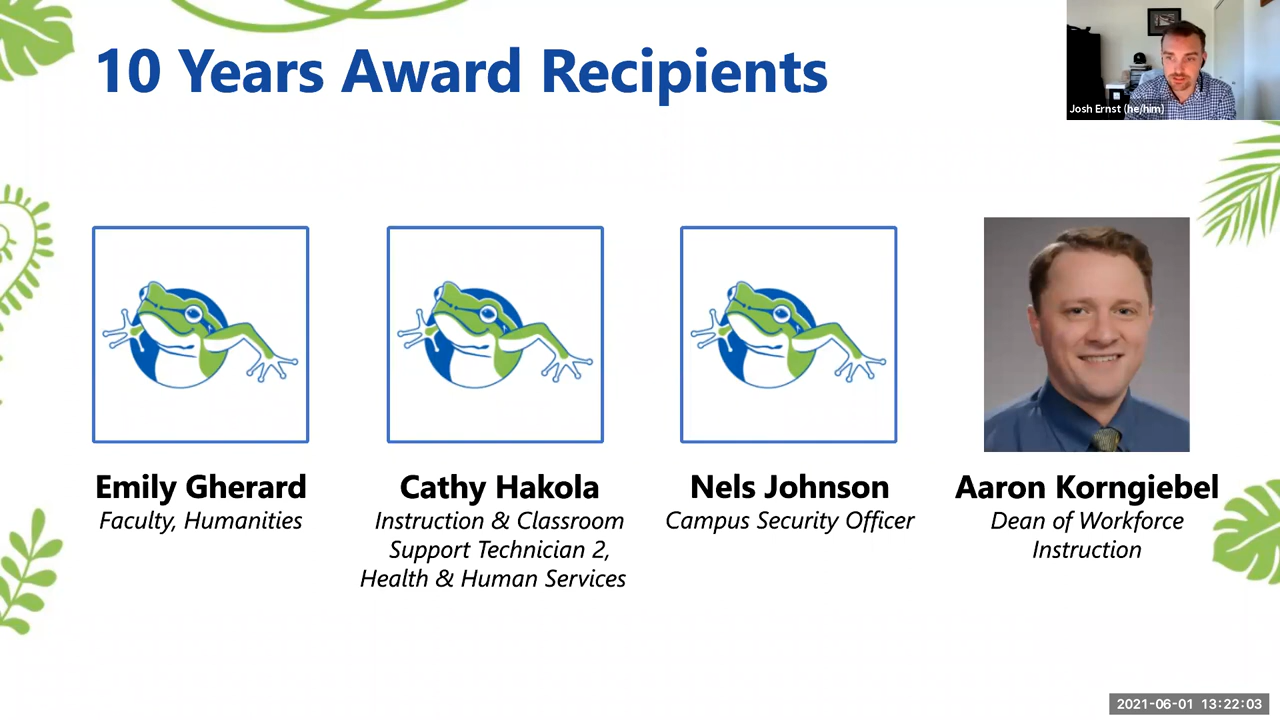 10 Years Award Recipients
Josh Ernst (he/him)
Emily Gherard
Faculty, Humanities
Cathy Hakola
Instruction & Classroom
Support Technician 2,
Health & Human Services
Nels Johnson
Campus Security Officer
Aaron Korngiebel
Dean of Workforce
Instruction
2021-06-01 13:22:03